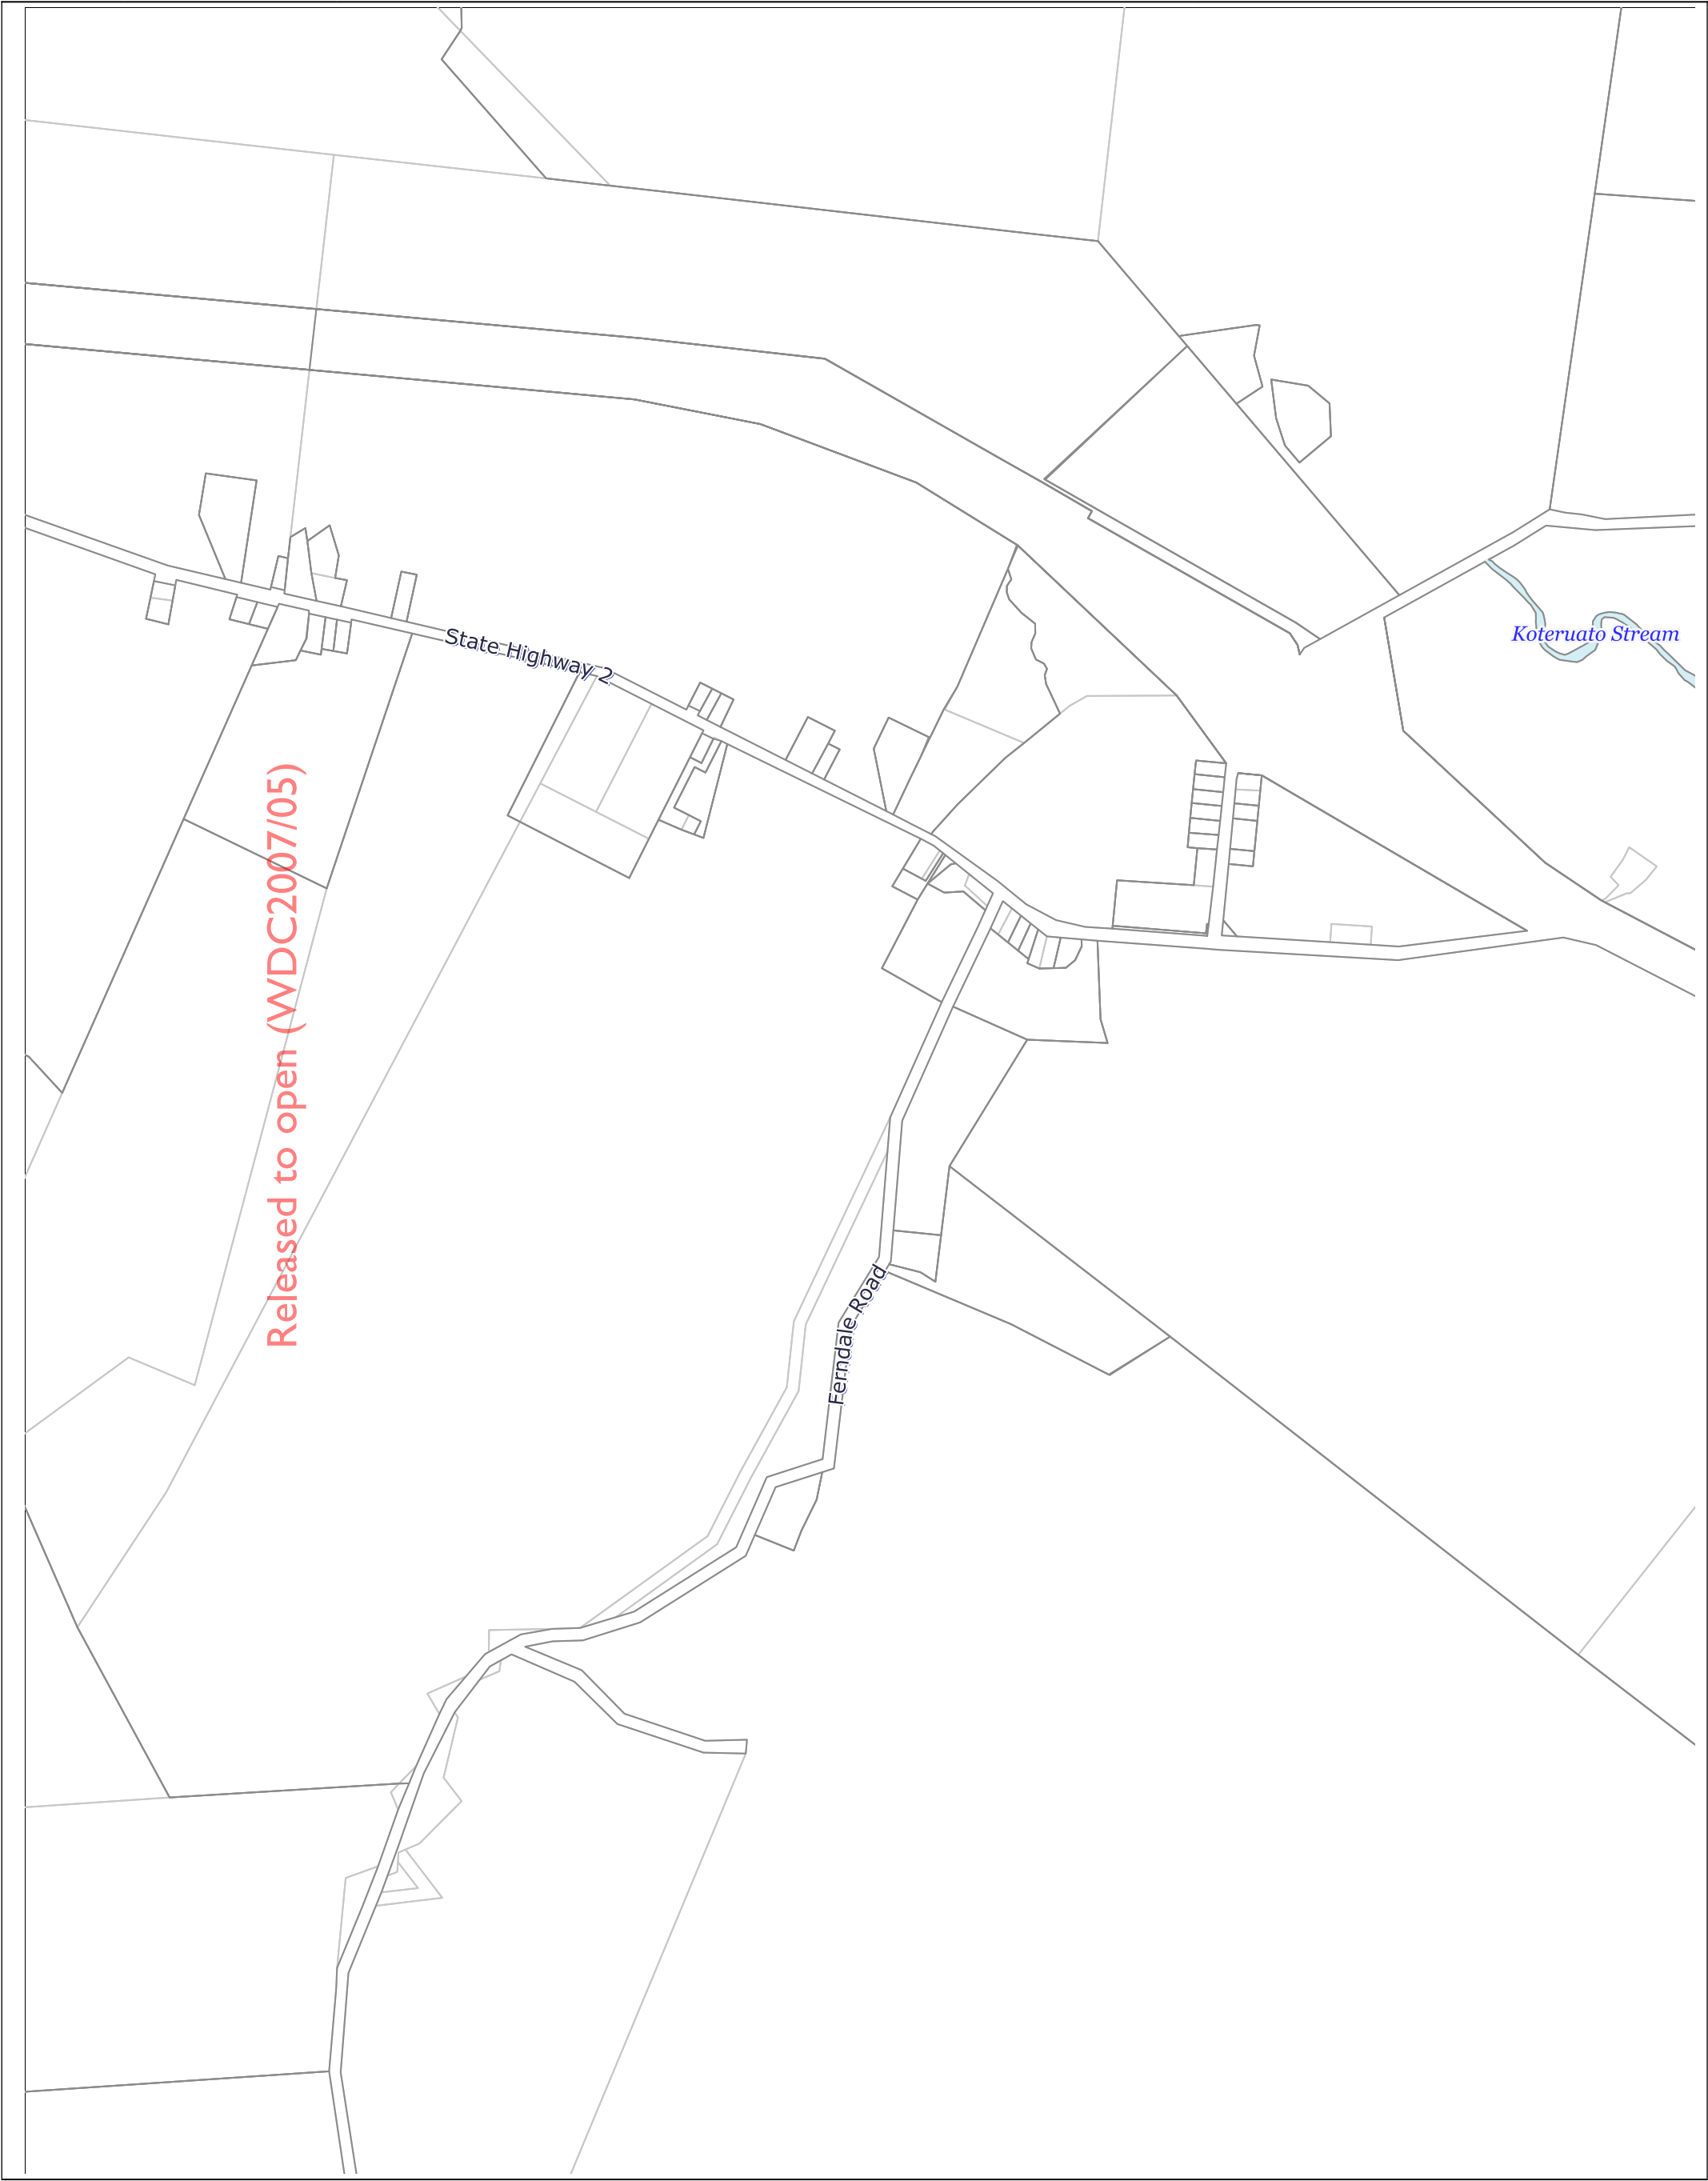 Koteruato Stream
State Highway 2
Released to open (WDC2007/05)
Ferndale Road